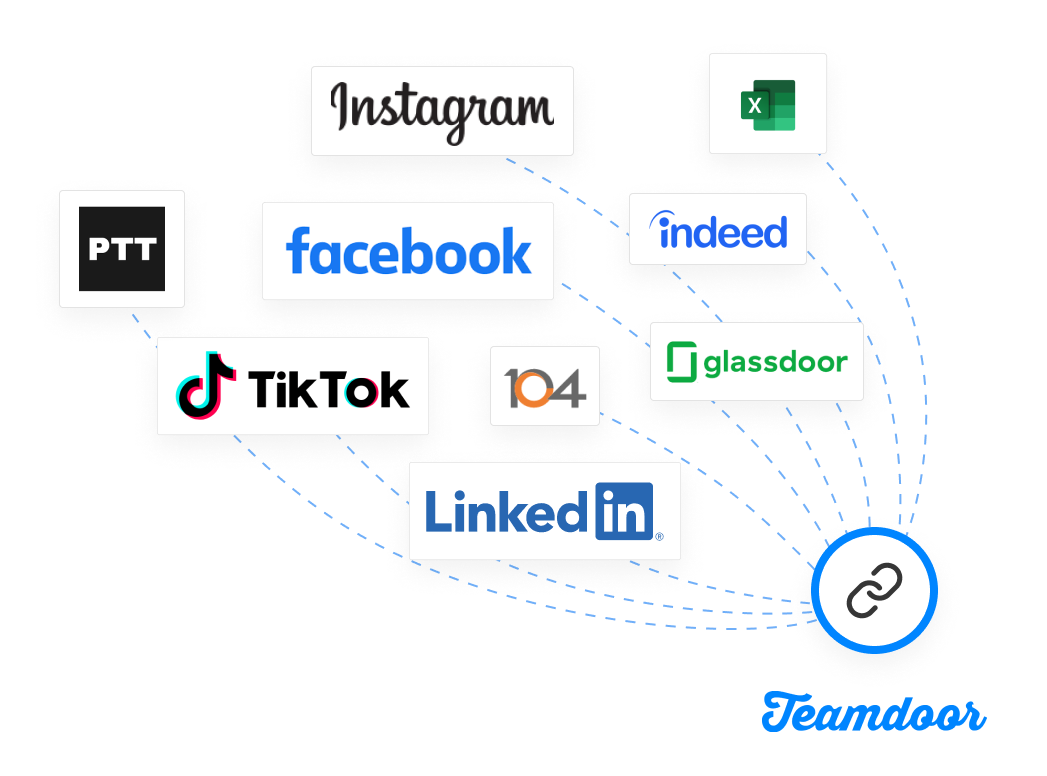 Instagram
X
PTT
facebook
indeed
TikTok
104
glassdoor
Linkedin®
Teamdoor